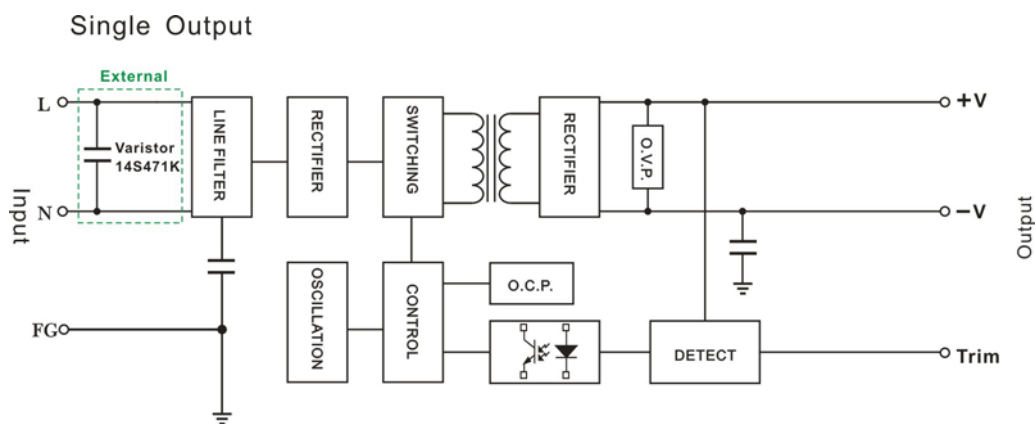 Single Output
External
L
Varistor
14S471K
N
Input
FG
LINE FILTER
RECTIFIER
SWITCHING
RECTIFIER
O.V.P.
+V
-V
Output
OSCILLATION
CONTROL
O.C.P.
DETECT
Trim